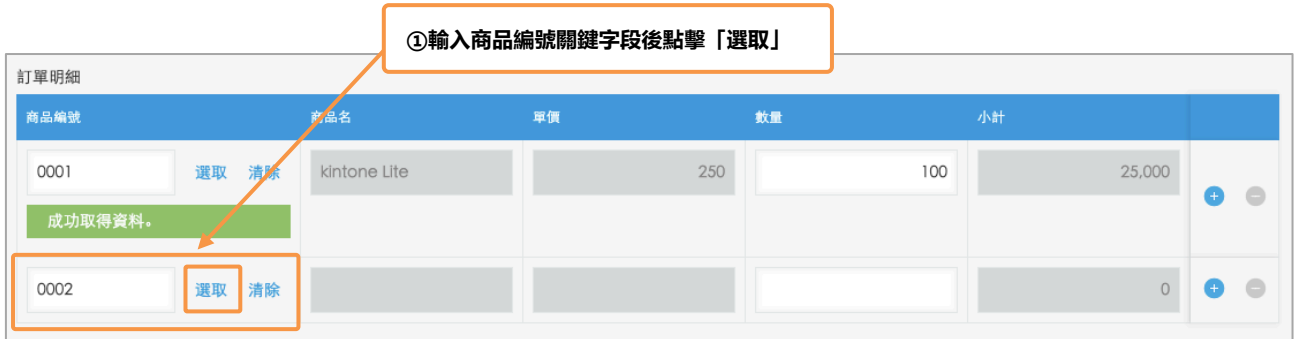 ①輸入商品編號關鍵字段後點擊「選取」
訂單明細
商品編號 商品名 單價 數量 小計
0001 選取 清除 kintone Lite 250 100 25,000
成功取得資料。
0002 選取 清除 0